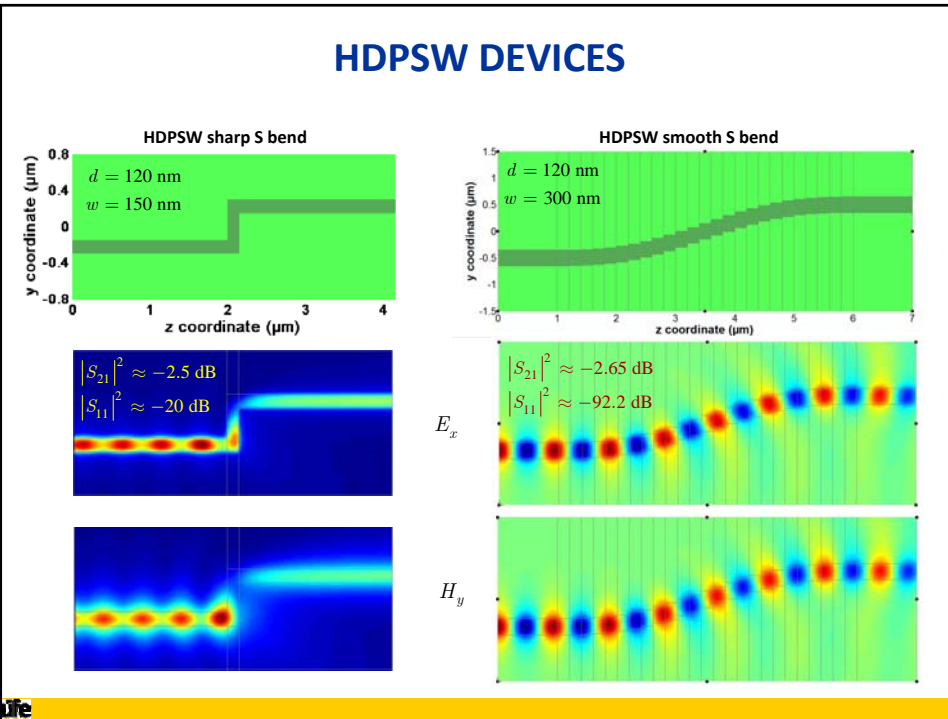 HDPSW DEVICES
HDPSW sharp S bend
y coordinate (µm)
0.8
0.4
0
-0.4
-0.8
d = 120 nm
w = 150 nm
0 1 2 3 4
z coordinate (µm)
|S₂₁|² ≈ −2.5 dB
|S₁₁|² ≈ −20 dB
HDPSW smooth S bend
y coordinate (µm)
1.5
1
0.5
0
-0.5
-1
-1.5
d = 120 nm
w = 300 nm
0 1 2 3 4 5 6 7
z coordinate (µm)
|S₂₁|² ≈ −2.65 dB
|S₁₁|² ≈ −92.2 dB
Eₓ
H_y